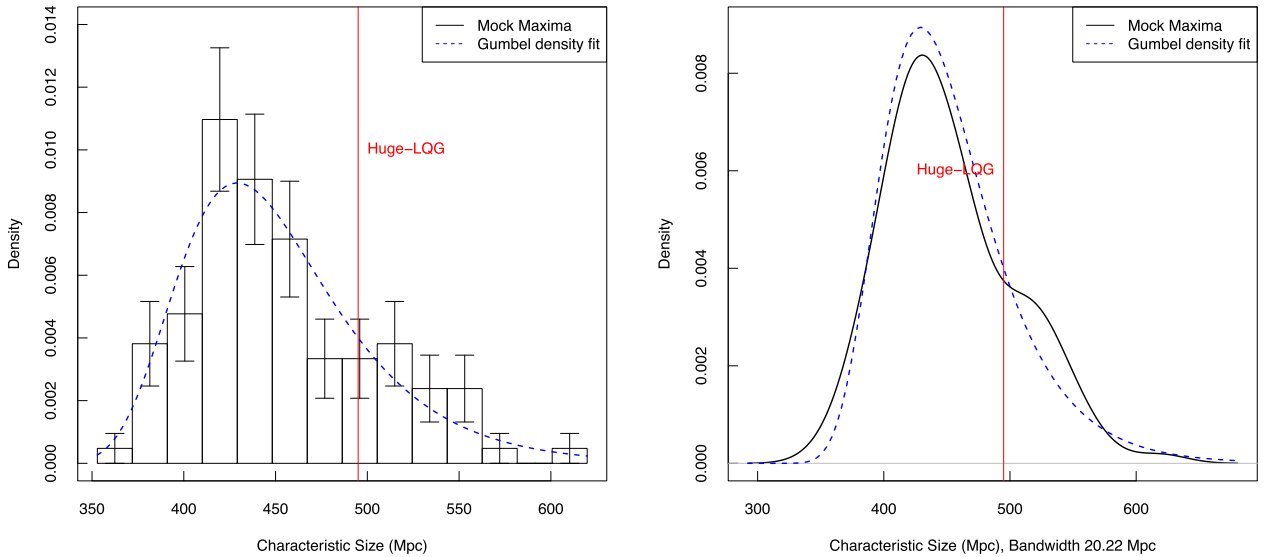 Mock Maxima
Gumbel density fit
Huge−LQG
Density
0.000
0.002
0.004
0.006
0.008
0.010
0.012
0.014
350
400
450
500
550
600
Characteristic Size (Mpc)
Mock Maxima
Gumbel density fit
Huge−LQG
Density
0.000
0.002
0.004
0.006
0.008
300
400
500
600
Characteristic Size (Mpc), Bandwidth 20.22 Mpc